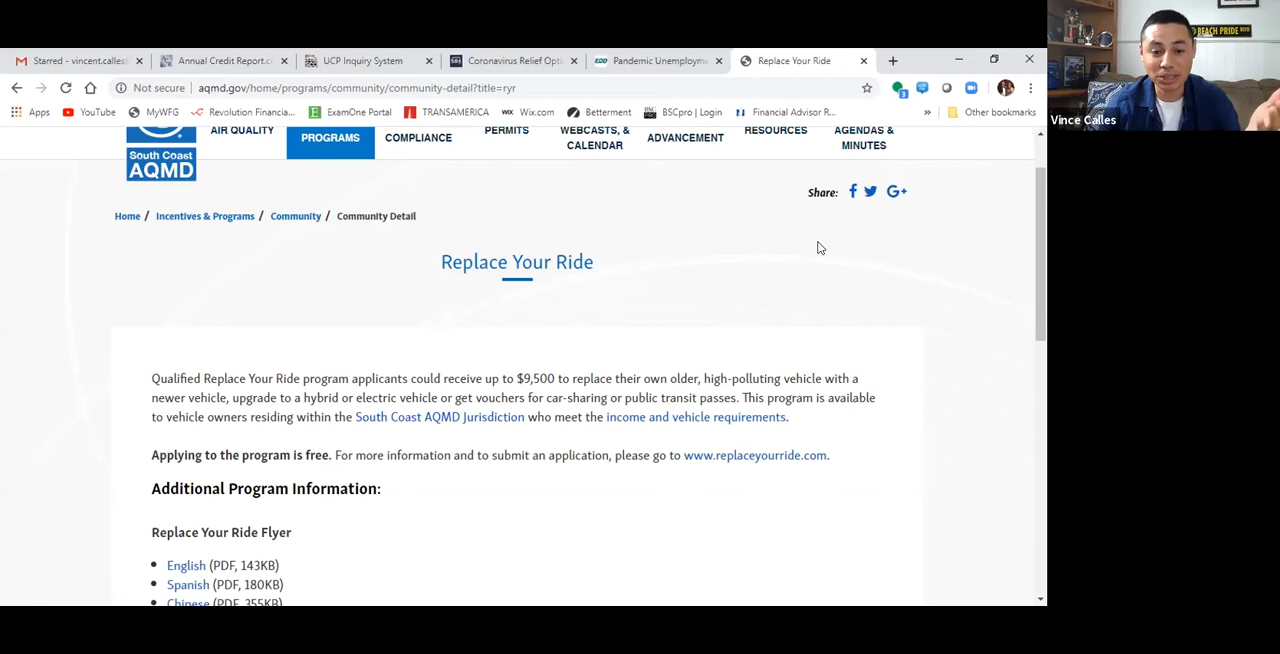 Starred - vincent.calles@
Annual Credit Report.co
UCP Inquiry System
Coronavirus Relief Opti
EDD Pandemic Unemployme
Replace Your Ride
Not secure | aqmd.gov/home/programs/community/community-detail?title=ryr
Apps YouTube MyWFG Revolution Financia... ExamOne Portal TRANSAMERICA WIX Wix.com Betterment BSCpro | Login Financial Advisor R... » Other bookmarks
Vince Calles
BEACH PRIDE BLVD
South Coast
AQMD
AIR QUALITY
PROGRAMS
COMPLIANCE
PERMITS
WEBCASTS, &
CALENDAR
ADVANCEMENT
RESOURCES
AGENDAS &
MINUTES
Share: f G+
Home / Incentives & Programs / Community / Community Detail
Replace Your Ride
Qualified Replace Your Ride program applicants could receive up to $9,500 to replace their own older, high-polluting vehicle with a
newer vehicle, upgrade to a hybrid or electric vehicle or get vouchers for car-sharing or public transit passes. This program is available
to vehicle owners residing within the South Coast AQMD Jurisdiction who meet the income and vehicle requirements.
Applying to the program is free. For more information and to submit an application, please go to www.replaceyourride.com.
Additional Program Information:
Replace Your Ride Flyer
English (PDF, 143KB)
Spanish (PDF, 180KB)
Chinese (PDF, 355KB)